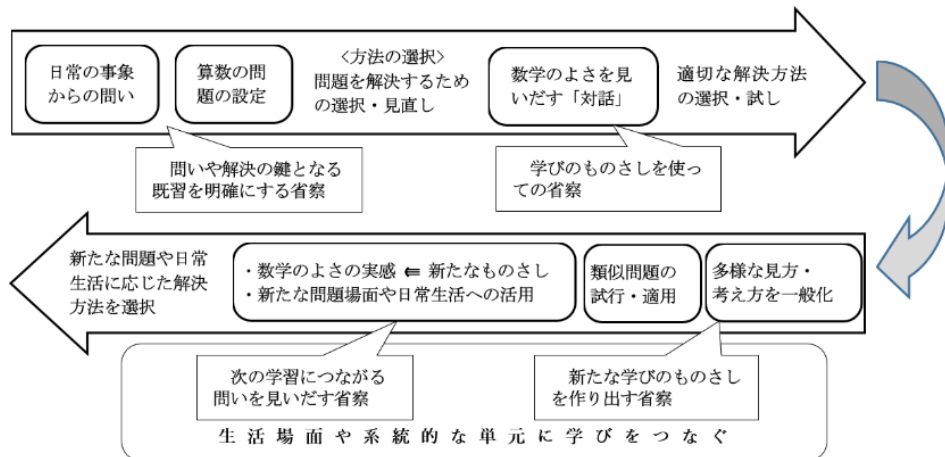 日常の事象
からの問い
算数の問
題の設定
<方法の選択>
問題を解決するため
の選択・見直し
数学のよさを見
いだす「対話」
適切な解決方法
の選択・試し
問いや解決の鍵となる
既習を明確にする省察
学びのものさしを使っ
ての省察
新たな問題や日常
生活に応じた解決
方法を選択
・数学のよさの実感 ⇚ 新たなものさし
・新たな問題場面や日常生活への活用
類似問題の
試行・適用
多様な見方・
考え方を一般化
次の学習につながる
問いを見いだす省察
新たな学びのものさし
を作り出す省察
生活場面や系統的な単元に学びをつなぐ